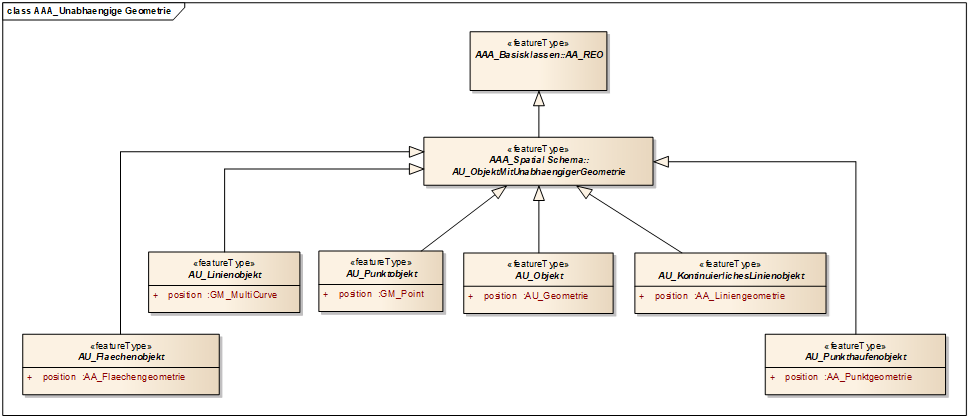 class AAA_Unabhaengige Geometrie
«featureType»
AAA_Basisklassen::AA_REO
«featureType»
AAA_Spatial Schema::
AU_ObjektMitUnabhaengigerGeometrie
«featureType»
AU_Linienobjekt
+ position :GM_MultiCurve
«featureType»
AU_Punktobjekt
+ position :GM_Point
«featureType»
AU_Objekt
+ position :AU_Geometrie
«featureType»
AU_KontinuierlichesLinienobjekt
+ position :AA_Liniengeometrie
«featureType»
AU_Flaechenobjekt
+ position :AA_Flaechengeometrie
«featureType»
AU_Punkthaufenobjekt
+ position :AA_Punktgeometrie